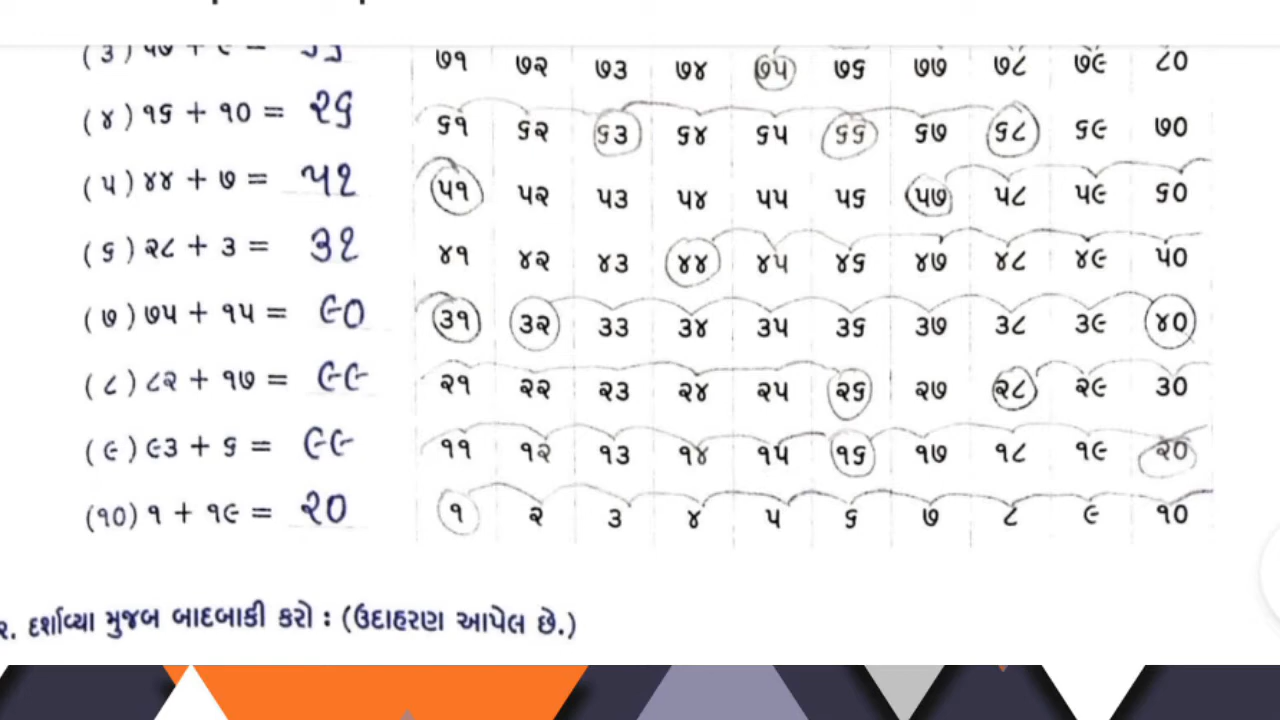 (૪) ૧૬ + ૧૦ = ૨૬
(૫) ૪૪ + ૭ = ૫૧
(૬) ૨૮ + ૩ = ૩૧
(૭) ૭૫ + ૧૫ = ૯૦
(૮) ૮૨ + ૧૭ = ૯૯
(૯) ૯૩ + ૬ = ૯૯
(૧૦) ૧ + ૧૯ = ૨૦
૭૧ ૭૨ ૭૩ ૭૪ ૭૫ ૭૬ ૭૭ ૭૮ ૭૯ ૮૦
૬૧ ૬૨ ૬૩ ૬૪ ૬૫ ૬૬ ૬૭ ૬૮ ૬૯ ૭૦
૫૧ ૫૨ ૫૩ ૫૪ ૫૫ ૫૬ ૫૭ ૫૮ ૫૯ ૬૦
૪૧ ૪૨ ૪૩ ૪૪ ૪૫ ૪૬ ૪૭ ૪૮ ૪૯ ૫૦
૩૧ ૩૨ ૩૩ ૩૪ ૩૫ ૩૬ ૩૭ ૩૮ ૩૯ ૪૦
૨૧ ૨૨ ૨૩ ૨૪ ૨૫ ૨૬ ૨૭ ૨૮ ૨૯ ૩૦
૧૧ ૧૨ ૧૩ ૧૪ ૧૫ ૧૬ ૧૭ ૧૮ ૧૯ ૨૦
૧ ૨ ૩ ૪ ૫ ૬ ૭ ૮ ૯ ૧૦
૨. દર્શાવ્યા મુજબ બાદબાકી કરો : (ઉદાહરણ આપેલ છે.)